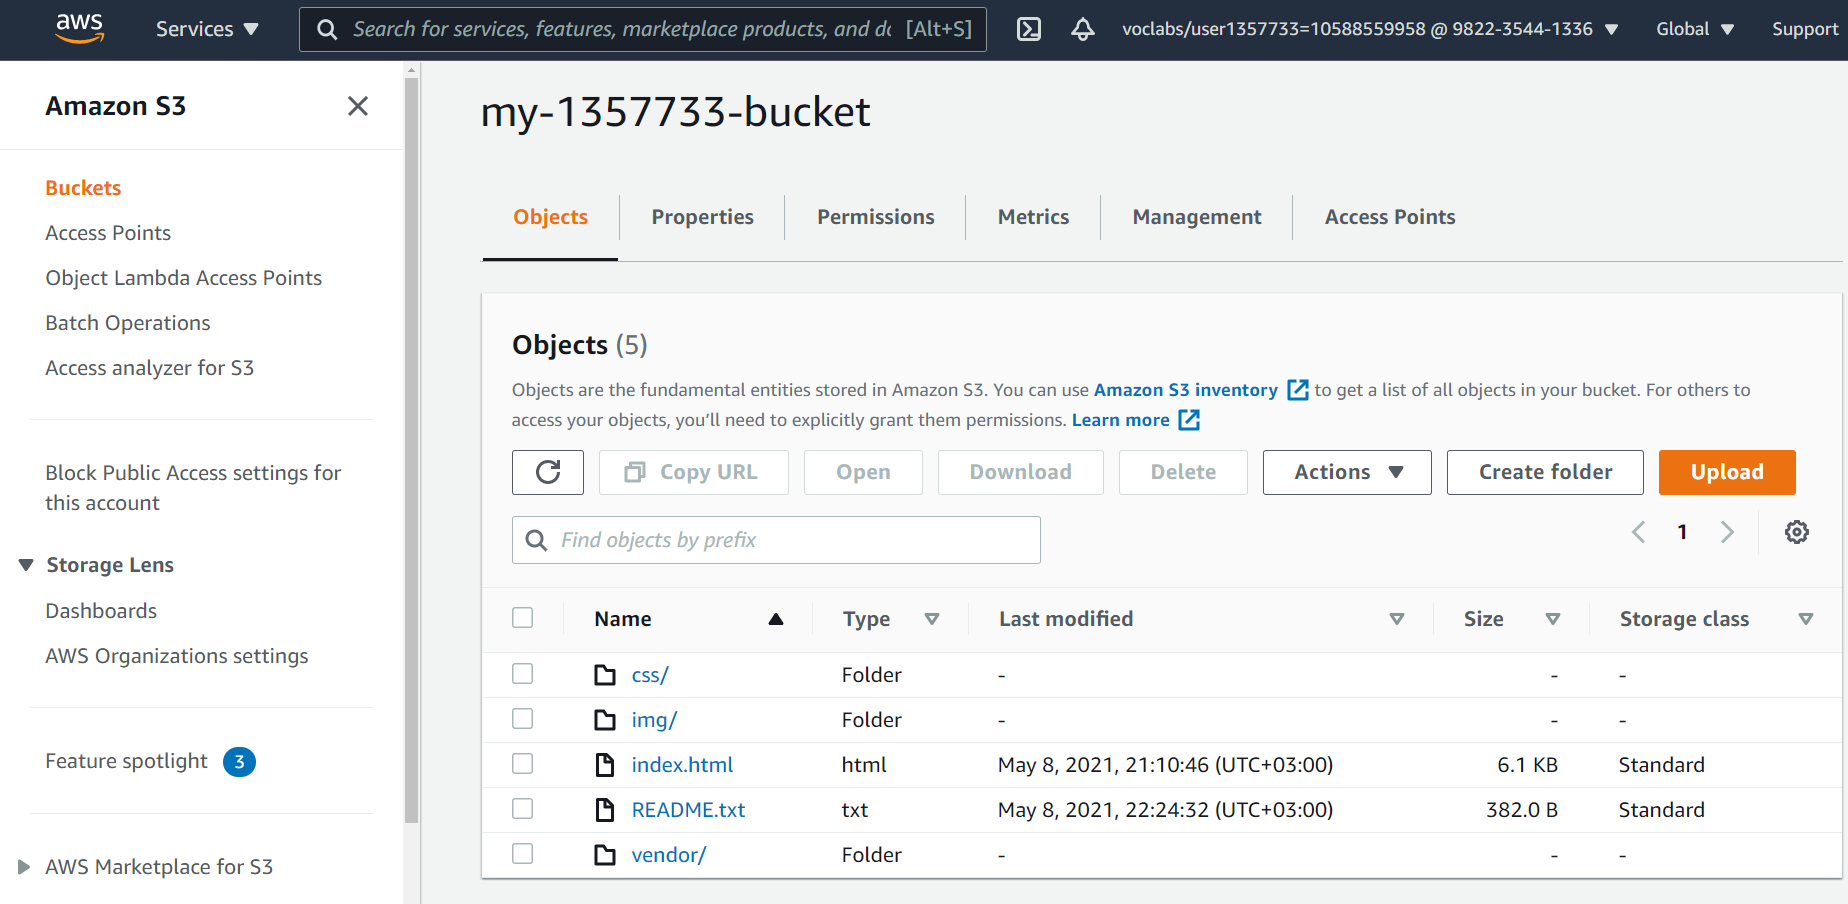 aws Services Search for services, features, marketplace products, and do [Alt+S] voclabs/user1357733=10588559958 @ 9822-3544-1336 Global Support
Amazon S3
Buckets
Access Points
Object Lambda Access Points
Batch Operations
Access analyzer for S3
Block Public Access settings for
this account
Storage Lens
Dashboards
AWS Organizations settings
Feature spotlight 3
AWS Marketplace for S3
my-1357733-bucket
Objects Properties Permissions Metrics Management Access Points
Objects (5)
Objects are the fundamental entities stored in Amazon S3. You can use Amazon S3 inventory to get a list of all objects in your bucket. For others to
access your objects, you’ll need to explicitly grant them permissions. Learn more
Copy URL Open Download Delete Actions Create folder Upload
Find objects by prefix 1
Name Type Last modified Size Storage class
css/ Folder - - -
img/ Folder - - -
index.html html May 8, 2021, 21:10:46 (UTC+03:00) 6.1 KB Standard
README.txt txt May 8, 2021, 22:24:32 (UTC+03:00) 382.0 B Standard
vendor/ Folder - - -